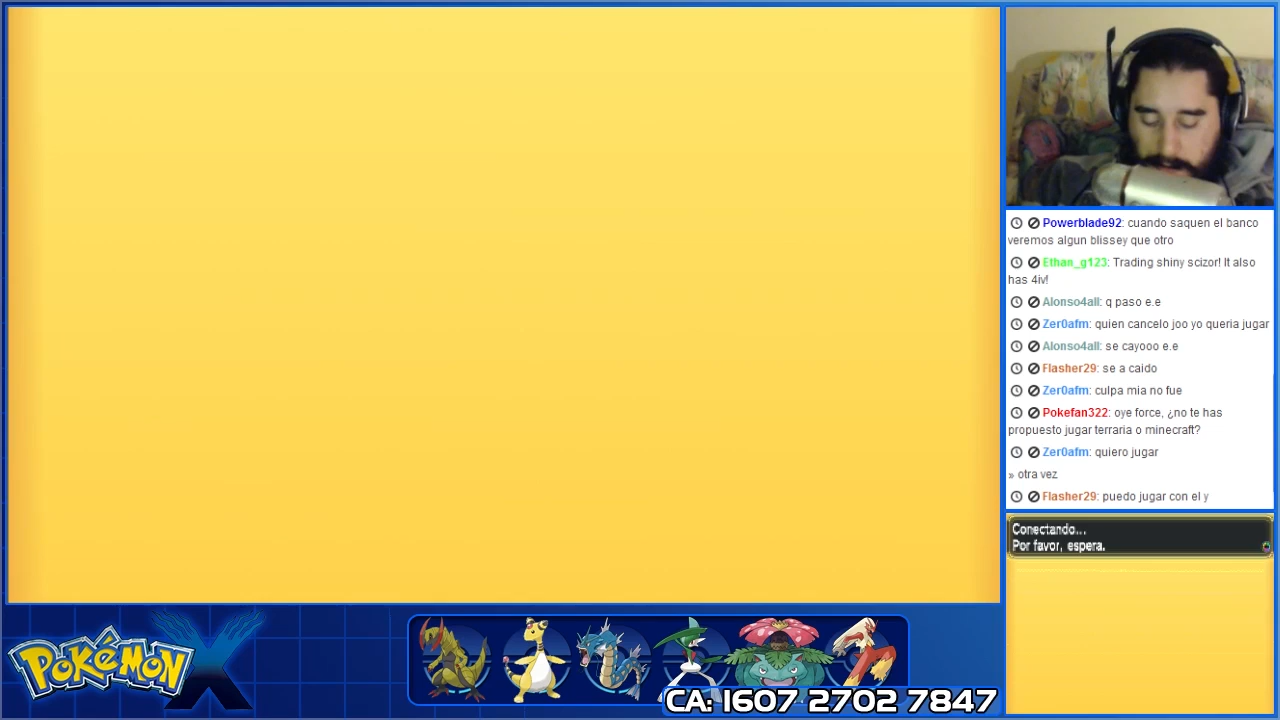 Powerblade92: cuando saquen el banco
veremos algun blissey que otro
Ethan_g123: Trading shiny scizor! It also
has 4iv!
Alonso4all: q paso e.e
Zer0afm: quien cancelo joo yo queria jugar
Alonso4all: se cayooo e.e
Flasher29: se a caido
Zer0afm: culpa mia no fue
Pokefan322: oye force, ¿no te has
propuesto jugar terraria o minecraft?
Zer0afm: quiero jugar
» otra vez
Flasher29: puedo jugar con el y
Conectando...
Por favor, espera.
POKéMON X
CA: 1607 2702 7847